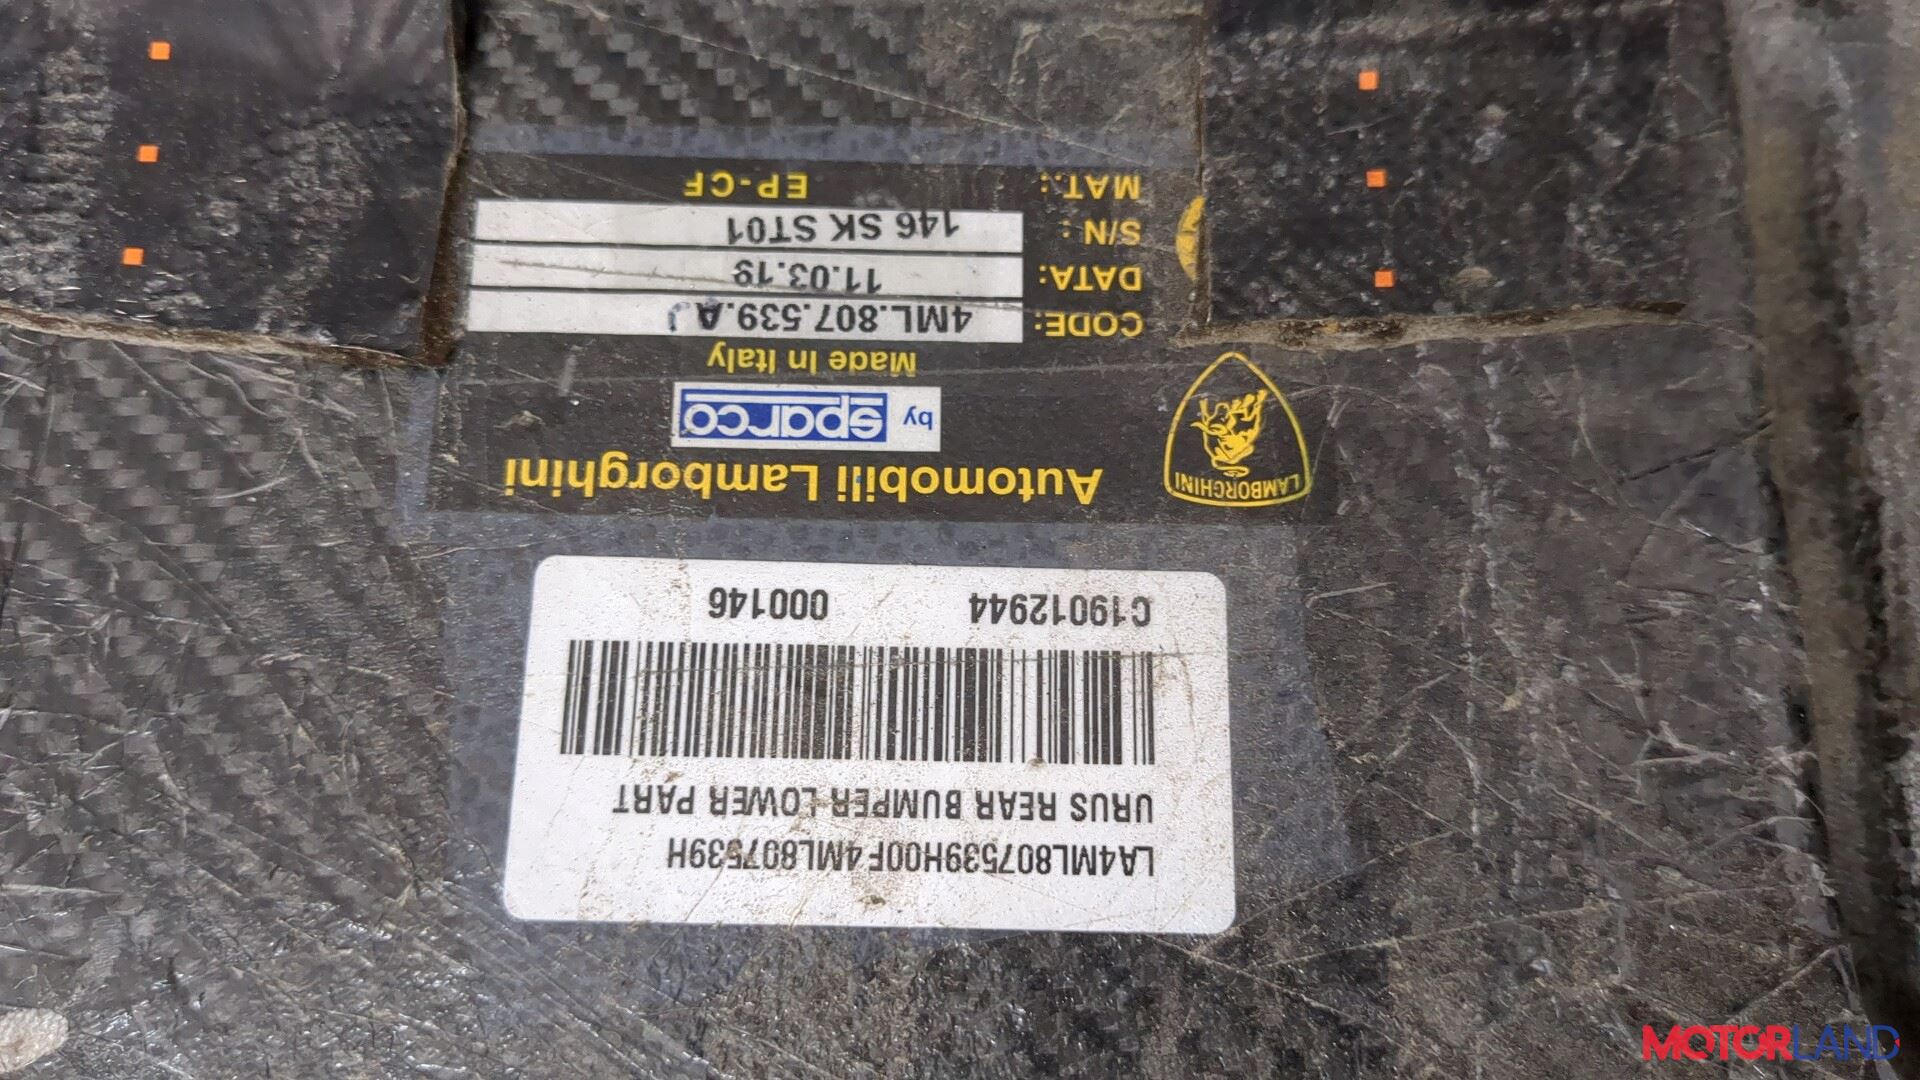 LA4ML807539H00F4ML807539H
URUS REAR BUMPER LOWER PART
C19012944 000146
LAMBORGHINI
Automobili Lamborghini
by sparco
Made in Italy
CODE: 4ML.807.539.AJ
DATA: 11.03.19
S/N : 146 SK ST01
MAT.: EP-CF
MOTORLAND